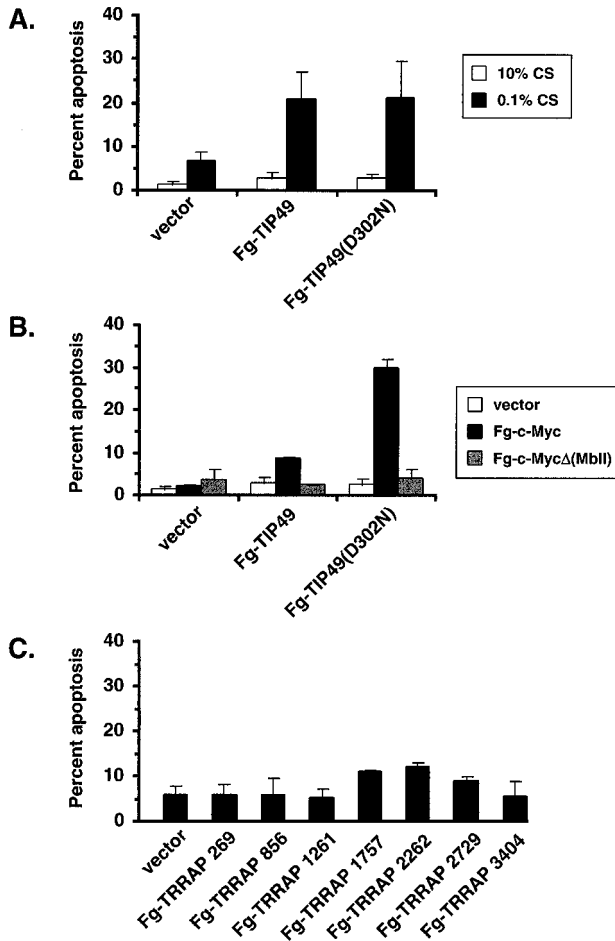 A.
Percent apoptosis
40
30
20
10
0
vector
Fg-TIP49
Fg-TIP49(D302N)
10% CS
0.1% CS
B.
Percent apoptosis
40
30
20
10
0
vector
Fg-TIP49
Fg-TIP49(D302N)
vector
Fg-c-Myc
Fg-c-MycΔ(MbII)
C.
Percent apoptosis
40
30
20
10
0
vector
Fg-TRRAP 269
Fg-TRRAP 856
Fg-TRRAP 1261
Fg-TRRAP 1757
Fg-TRRAP 2262
Fg-TRRAP 2729
Fg-TRRAP 3404